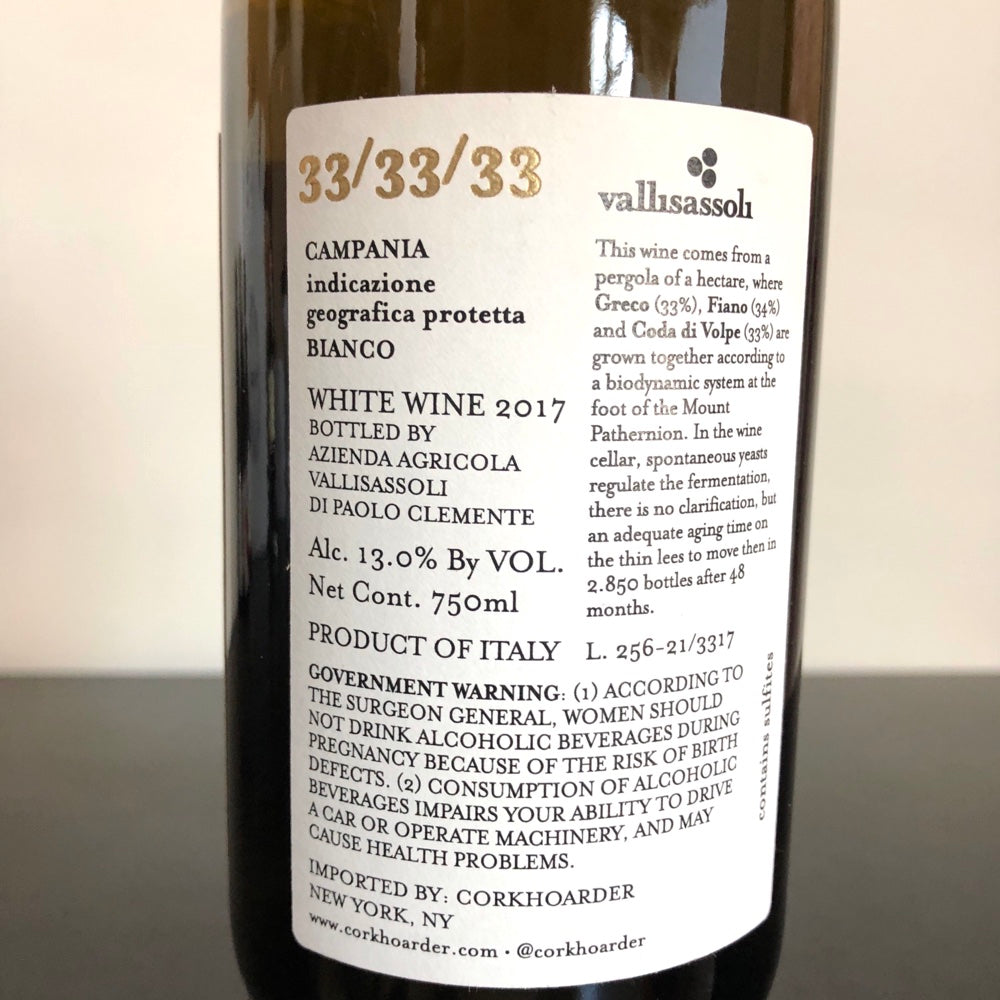 33/33/33
CAMPANIA
indicazione
geografica protetta
BIANCO
WHITE WINE 2017
BOTTLED BY
AZIENDA AGRICOLA
VALLISASSOLI
DI PAOLO CLEMENTE
Alc. 13.0% By VOL.
Net Cont. 750ml
vallısassolı
This wine comes from a
pergola of a hectare, where
Greco (33%), Fiano (34%)
and Coda di Volpe (33%) are
grown together according to
a biodynamic system at the
foot of the Mount
Pathernion. In the wine
cellar, spontaneous yeasts
regulate the fermentation,
there is no clarification, but
an adequate aging time on
the thin lees to move then in
2.850 bottles after 48
months.
PRODUCT OF ITALY L. 256-21/3317
GOVERNMENT WARNING: (1) ACCORDING TO
THE SURGEON GENERAL, WOMEN SHOULD
NOT DRINK ALCOHOLIC BEVERAGES DURING
PREGNANCY BECAUSE OF THE RISK OF BIRTH
DEFECTS. (2) CONSUMPTION OF ALCOHOLIC
BEVERAGES IMPAIRS YOUR ABILITY TO DRIVE
A CAR OR OPERATE MACHINERY, AND MAY
CAUSE HEALTH PROBLEMS.
contains sulfites
IMPORTED BY: CORKHOARDER
NEW YORK, NY
www.corkhoarder.com · @corkhoarder